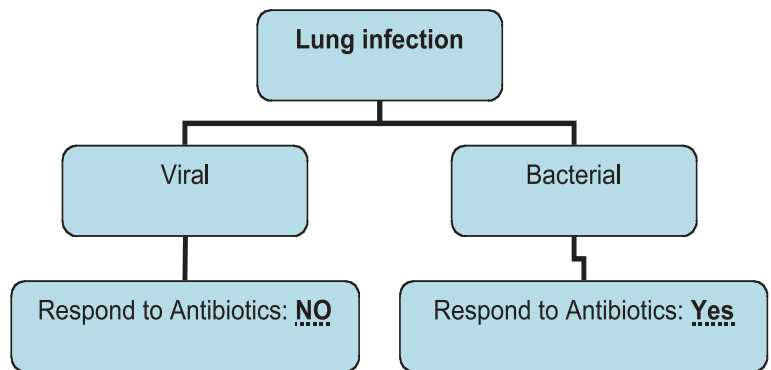 Lung infection
Viral
Bacterial
Respond to Antibiotics: NO
Respond to Antibiotics: Yes